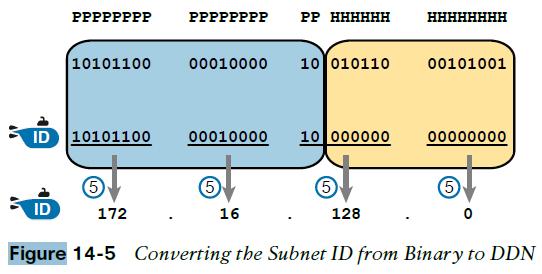 PPPPPPPP PPPPPPPP PP HHHHHH HHHHHHHH
10101100 00010000 10 010110 00101001
ID 10101100 00010000 10 000000 00000000
5 5 5 5
ID 172 . 16 . 128 . 0
Figure 14-5 Converting the Subnet ID from Binary to DDN